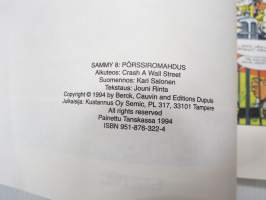 SAMMY 8: PÖRSSIROMAHDUS
Alkuteos: Crash A Wall Street
Suomennos: Kari Salonen
Tekstaus: Jouni Riihta
Copyright © 1994 by Berck, Cauvin and Editions Dupuis
Julkaisija: Kustannus Oy Semic, PL 317, 33101 Tampere
All rights reserved
Painettu Tanskassa 1994
ISBN 951-876-322-4